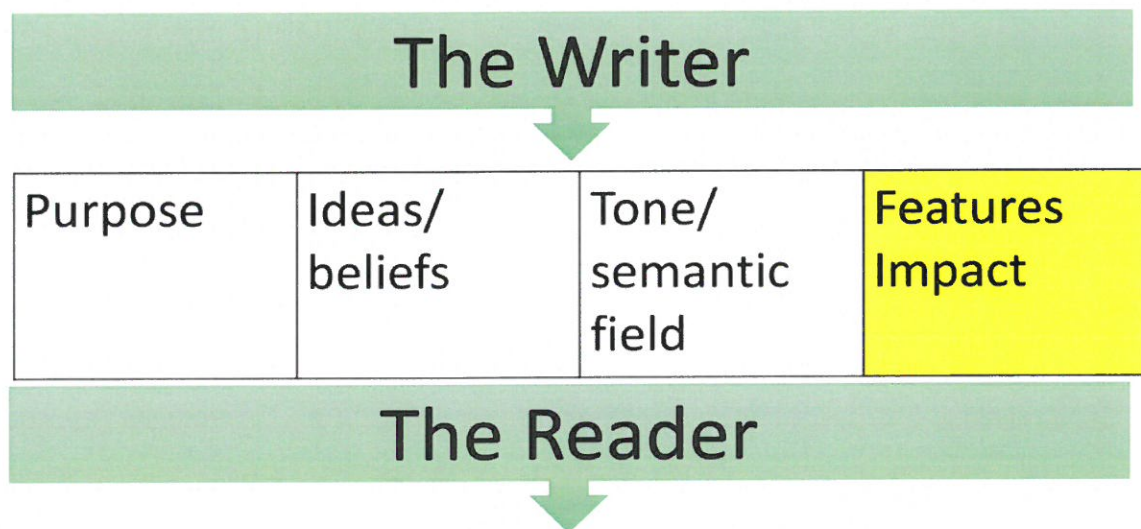 The Writer
Purpose
Ideas/
beliefs
Tone/
semantic
field
Features
Impact
The Reader